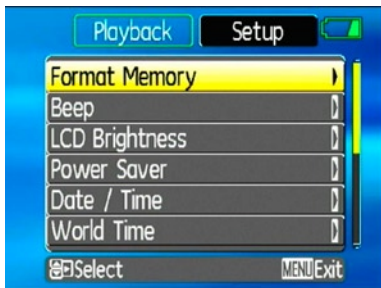 Playback Setup
Format Memory
Beep
LCD Brightness
Power Saver
Date / Time
World Time
Select MENU Exit